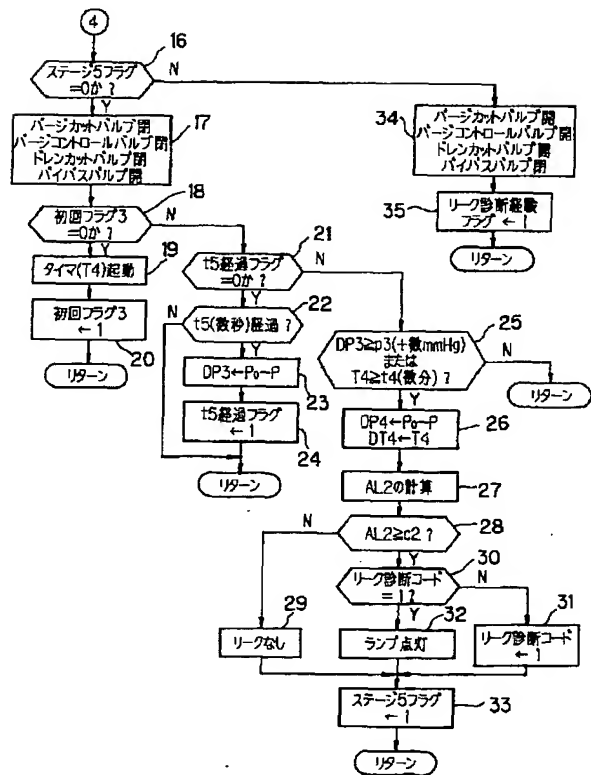 4
16
ステージ5フラグ
=0か?
N
Y
17
パージカットバルブ閉
パージコントロールバルブ閉
ドレンカットバルブ閉
バイパスバルブ開
18
初回フラグ3
=0か?
N
Y
19
タイマ(T4)起動
初回フラグ3
←1
20
リターン
21
t5経過フラグ
=0か?
N
Y
22
t5(数秒)経過?
N
Y
DP3←P₀~P
23
t5経過フラグ
←1
24
リターン
34
パージカットバルブ開
パージコントロールバルブ開
ドレンカットバルブ開
バイパスバルブ閉
35
リーク診断経験
フラグ←1
リターン
25
DP3≧p3(+数mmHg)
または
T4≧t4(数分)?
N
Y
リターン
DP4←P₀~P
DT4←T4
26
AL2の計算
27
AL2≧c2?
28
N
Y
30
リーク診断コード
=1?
N
Y
29
リークなし
32
ランプ点灯
31
リーク診断コード
←1
ステージ5フラグ
←1
33
リターン